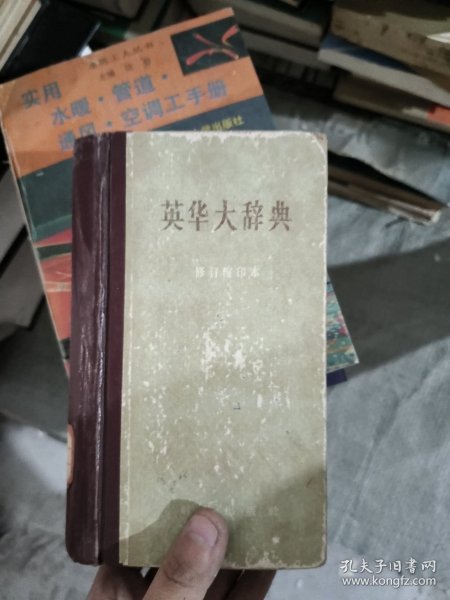 实用
水暖·管道·
通风·空调工手册
英华大辞典
修订缩印本
孔夫子旧书网
www.kongfz.com